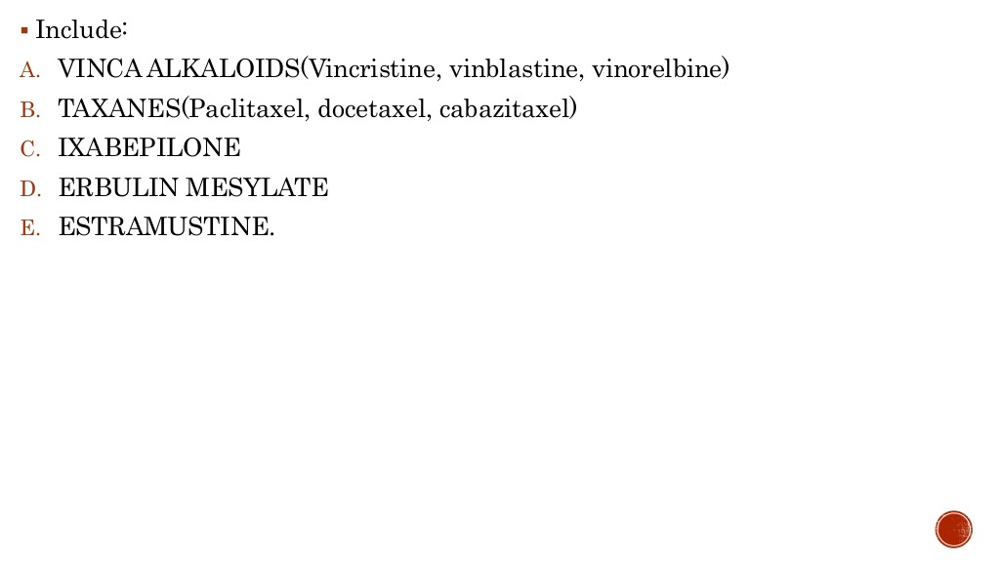 ▪ Include:
A. VINCA ALKALOIDS(Vincristine, vinblastine, vinorelbine)
B. TAXANES(Paclitaxel, docetaxel, cabazitaxel)
C. IXABEPILONE
D. ERBULIN MESYLATE
E. ESTRAMUSTINE.